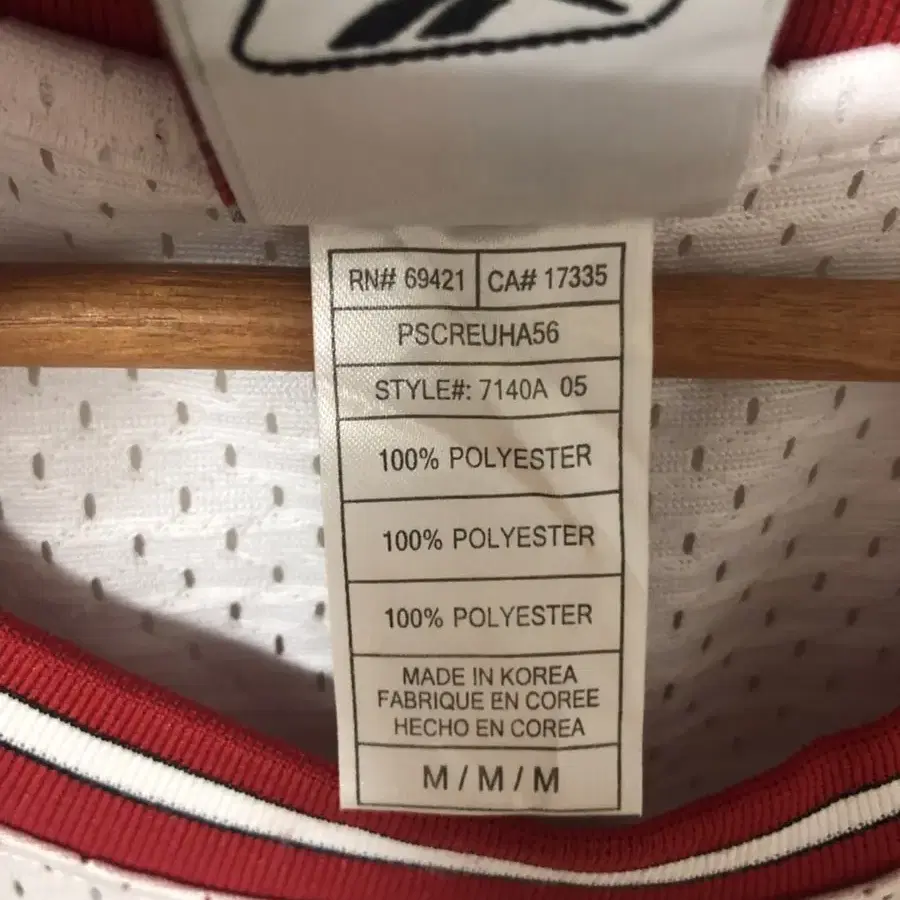 RN# 69421 CA# 17335
PSCREUHA56
STYLE#: 7140A 05
100% POLYESTER
100% POLYESTER
100% POLYESTER
MADE IN KOREA
FABRIQUE EN COREE
HECHO EN COREA
M / M / M